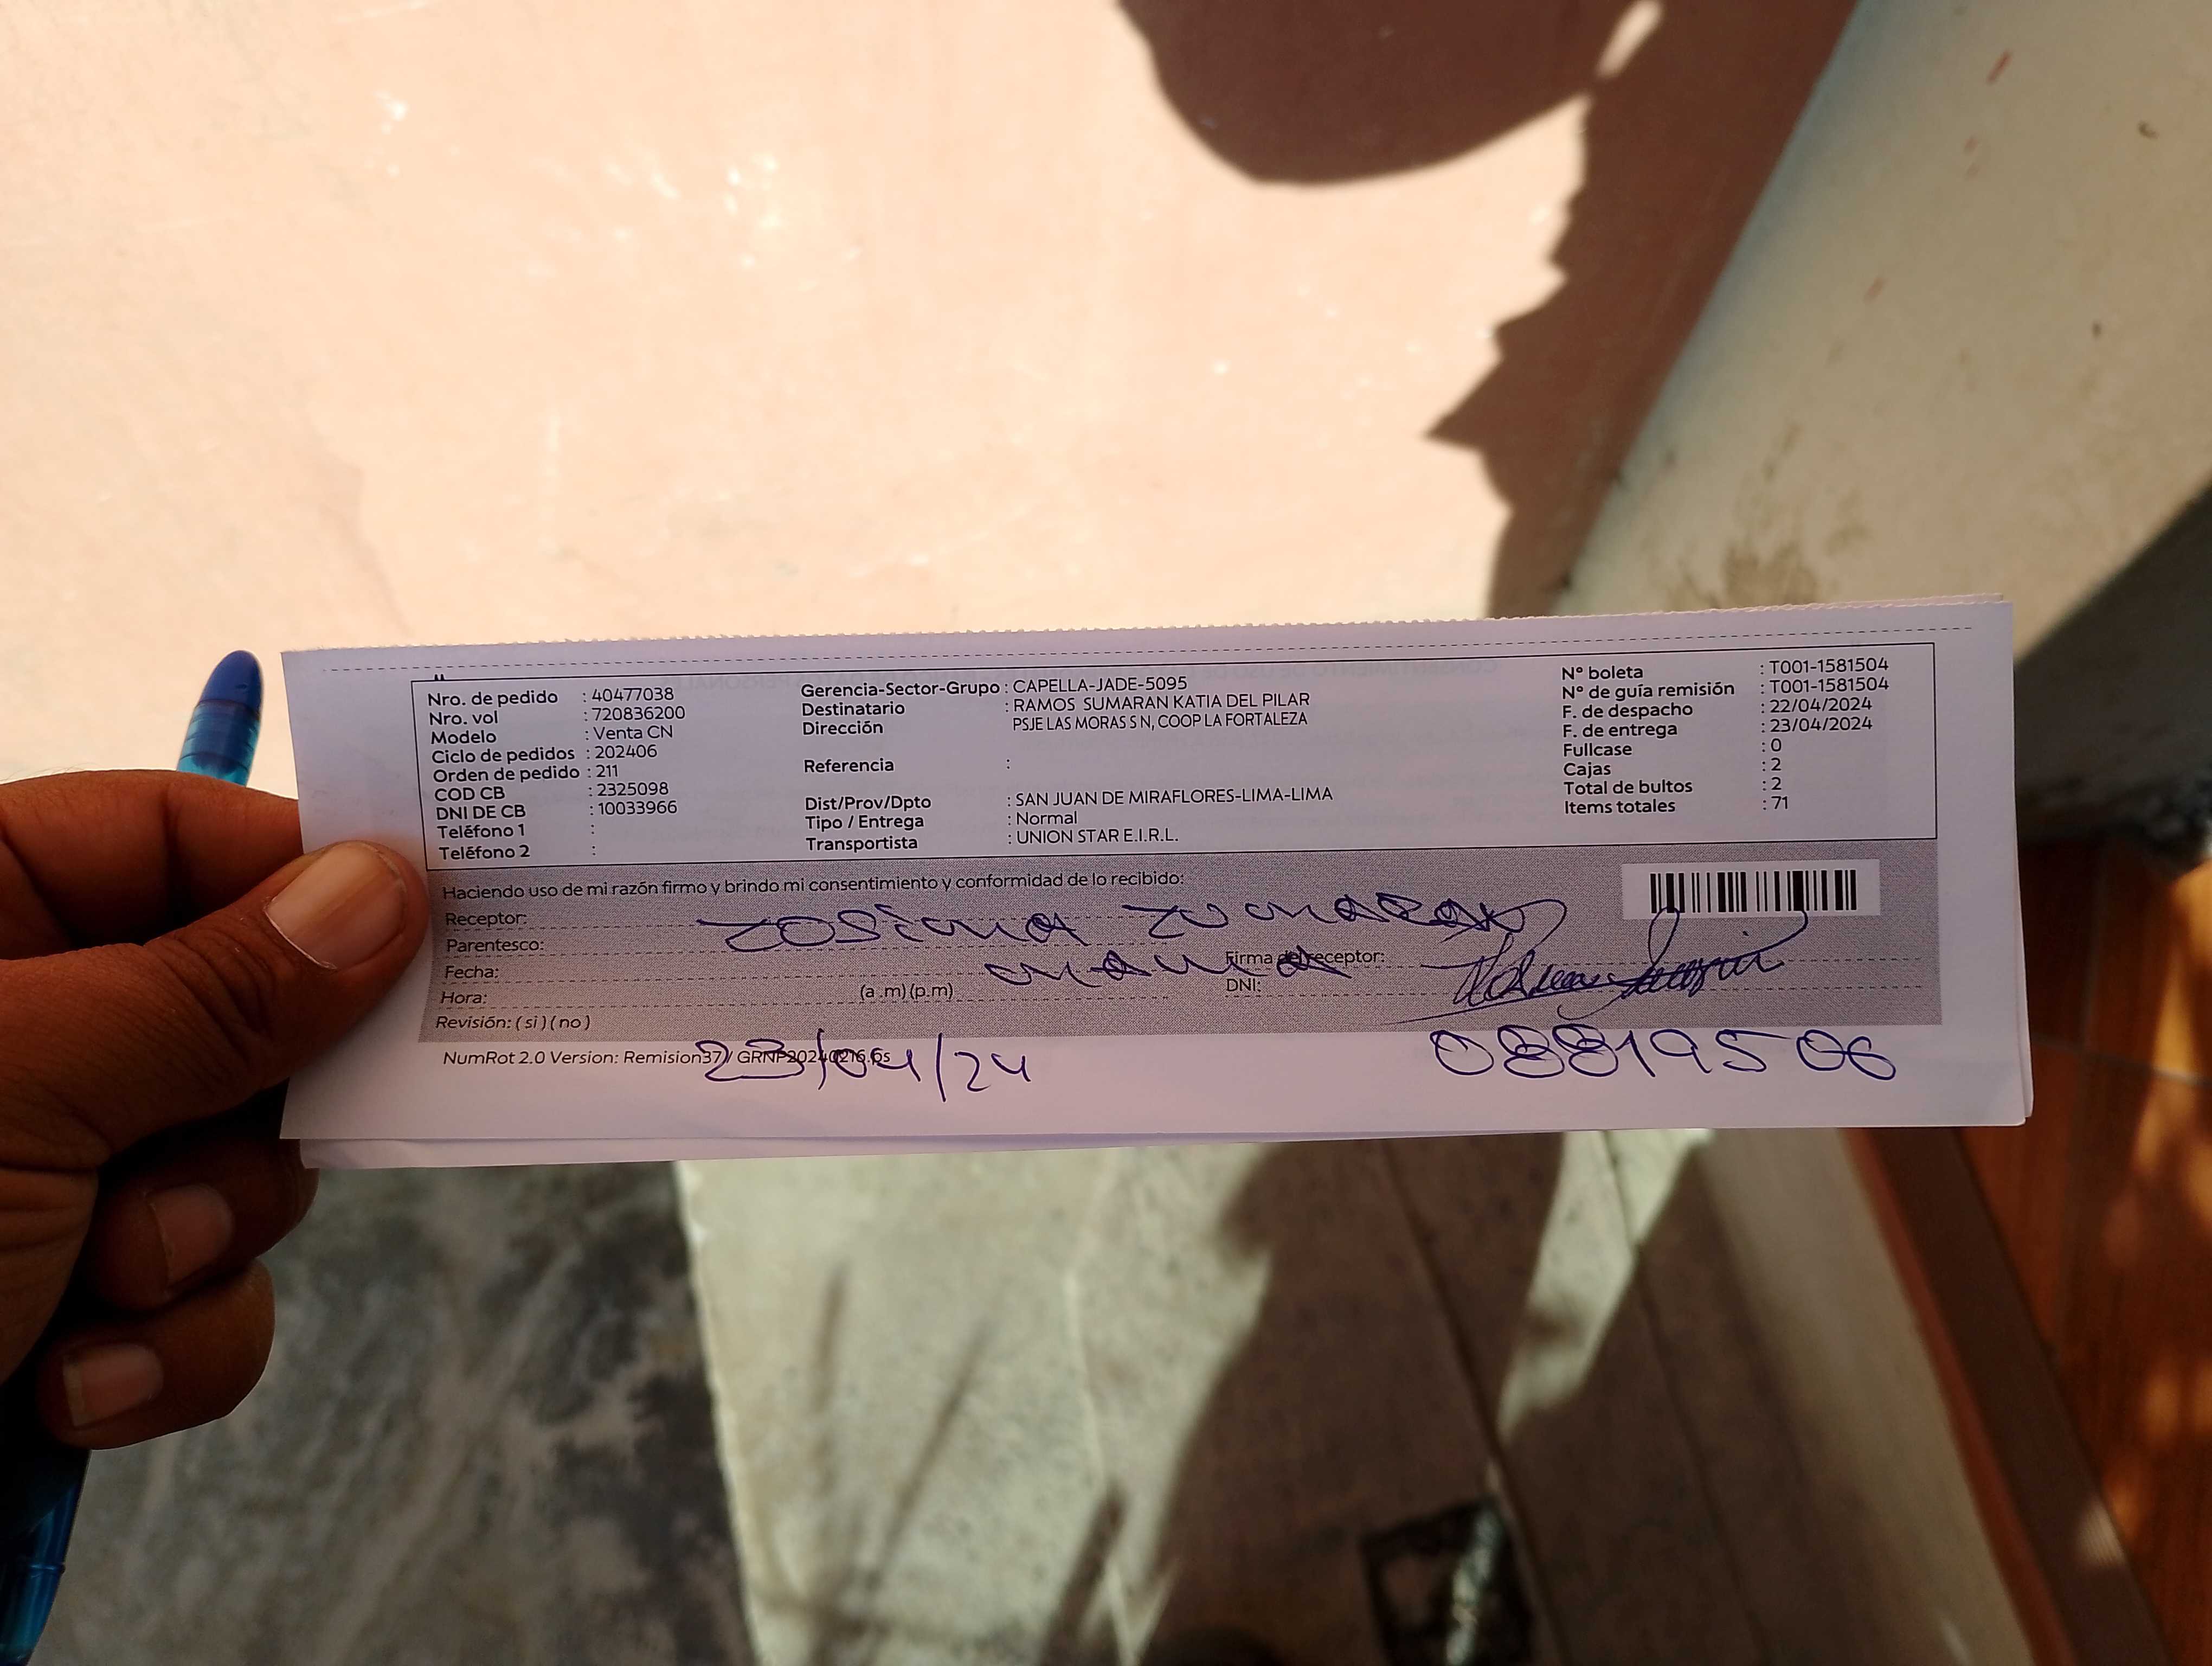 Nro. de pedido : 40477038
Nro. vol : 720836200
Modelo : Venta CN
Ciclo de pedidos : 202406
Orden de pedido : 211
COD CB : 2325098
DNI DE CB : 10033966
Teléfono 1 :
Teléfono 2 :
Gerencia-Sector-Grupo : CAPELLA-JADE-5095
Destinatario : RAMOS SUMARAN KATIA DEL PILAR
Dirección PSJE LAS MORAS S N, COOP LA FORTALEZA
Referencia :
Dist/Prov/Dpto : SAN JUAN DE MIRAFLORES-LIMA-LIMA
Tipo / Entrega : Normal
Transportista : UNION STAR E.I.R.L.
N° boleta : T001-1581504
N° de guía remisión : T001-1581504
F. de despacho : 22/04/2024
F. de entrega : 23/04/2024
Fullcase : 0
Cajas : 2
Total de bultos : 2
Items totales : 71
Haciendo uso de mi razón firmo y brindo mi consentimiento y conformidad de lo recibido:
Receptor: zosima zumaran
Parentesco: mama
Fecha:
Hora: (a .m) (p.m)
Revisión: ( si ) ( no )
Firma del receptor:
DNI:
NumRot 2.0 Version: Remision37 / GRNP20240216.6s
23/04/24
08819506